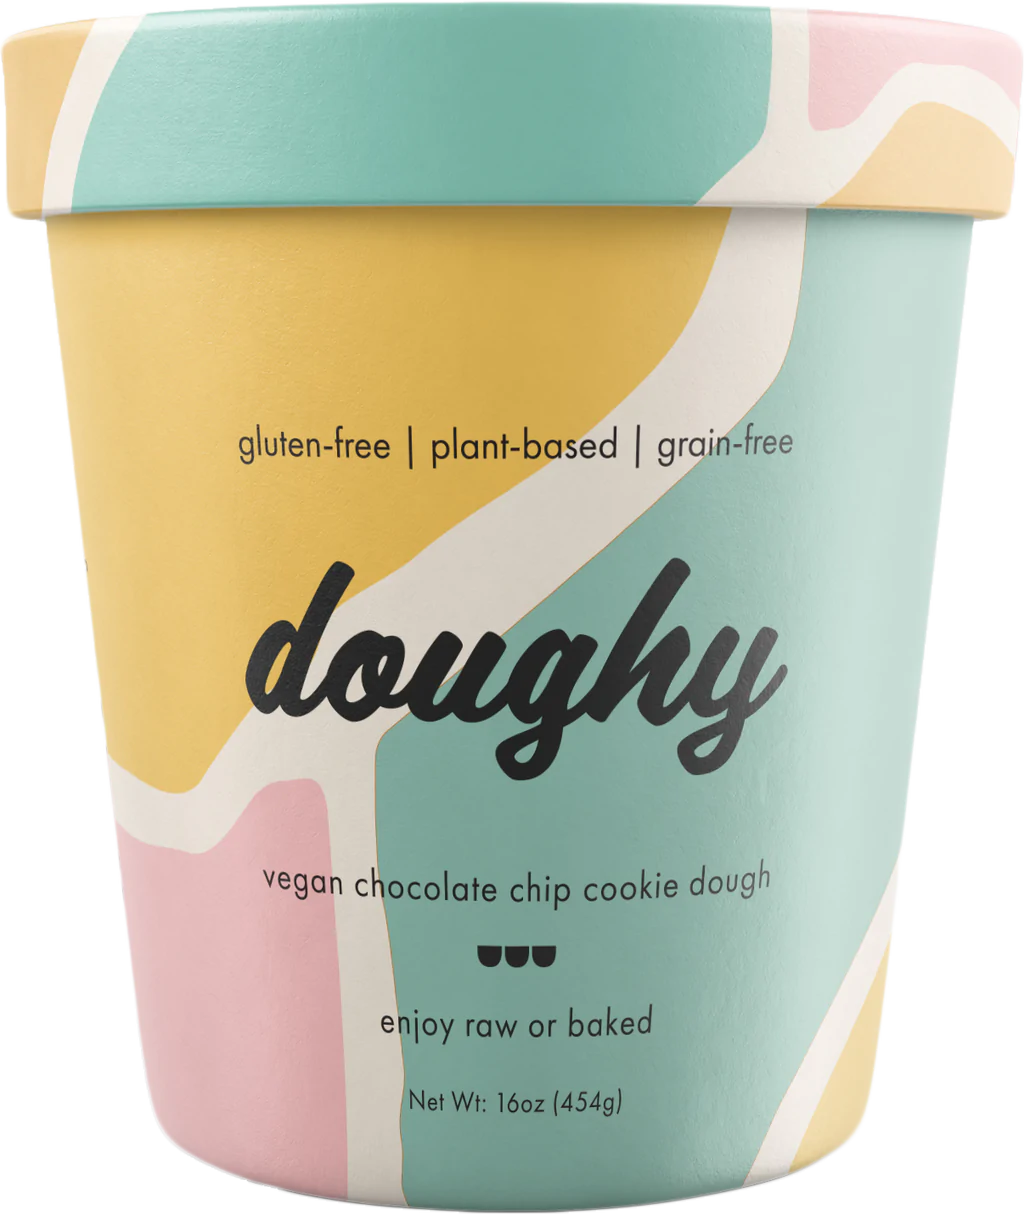 gluten-free | plant-based | grain-free
doughy
vegan chocolate chip cookie dough
enjoy raw or baked
Net Wt: 16oz (454g)